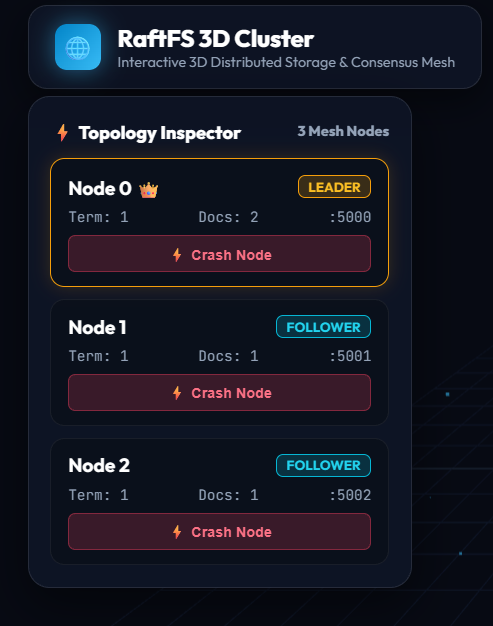 RaftFS 3D Cluster
Interactive 3D Distributed Storage & Consensus Mesh
Topology Inspector 3 Mesh Nodes
Node 0 LEADER
Term: 1 Docs: 2 :5000
Crash Node
Node 1 FOLLOWER
Term: 1 Docs: 1 :5001
Crash Node
Node 2 FOLLOWER
Term: 1 Docs: 1 :5002
Crash Node